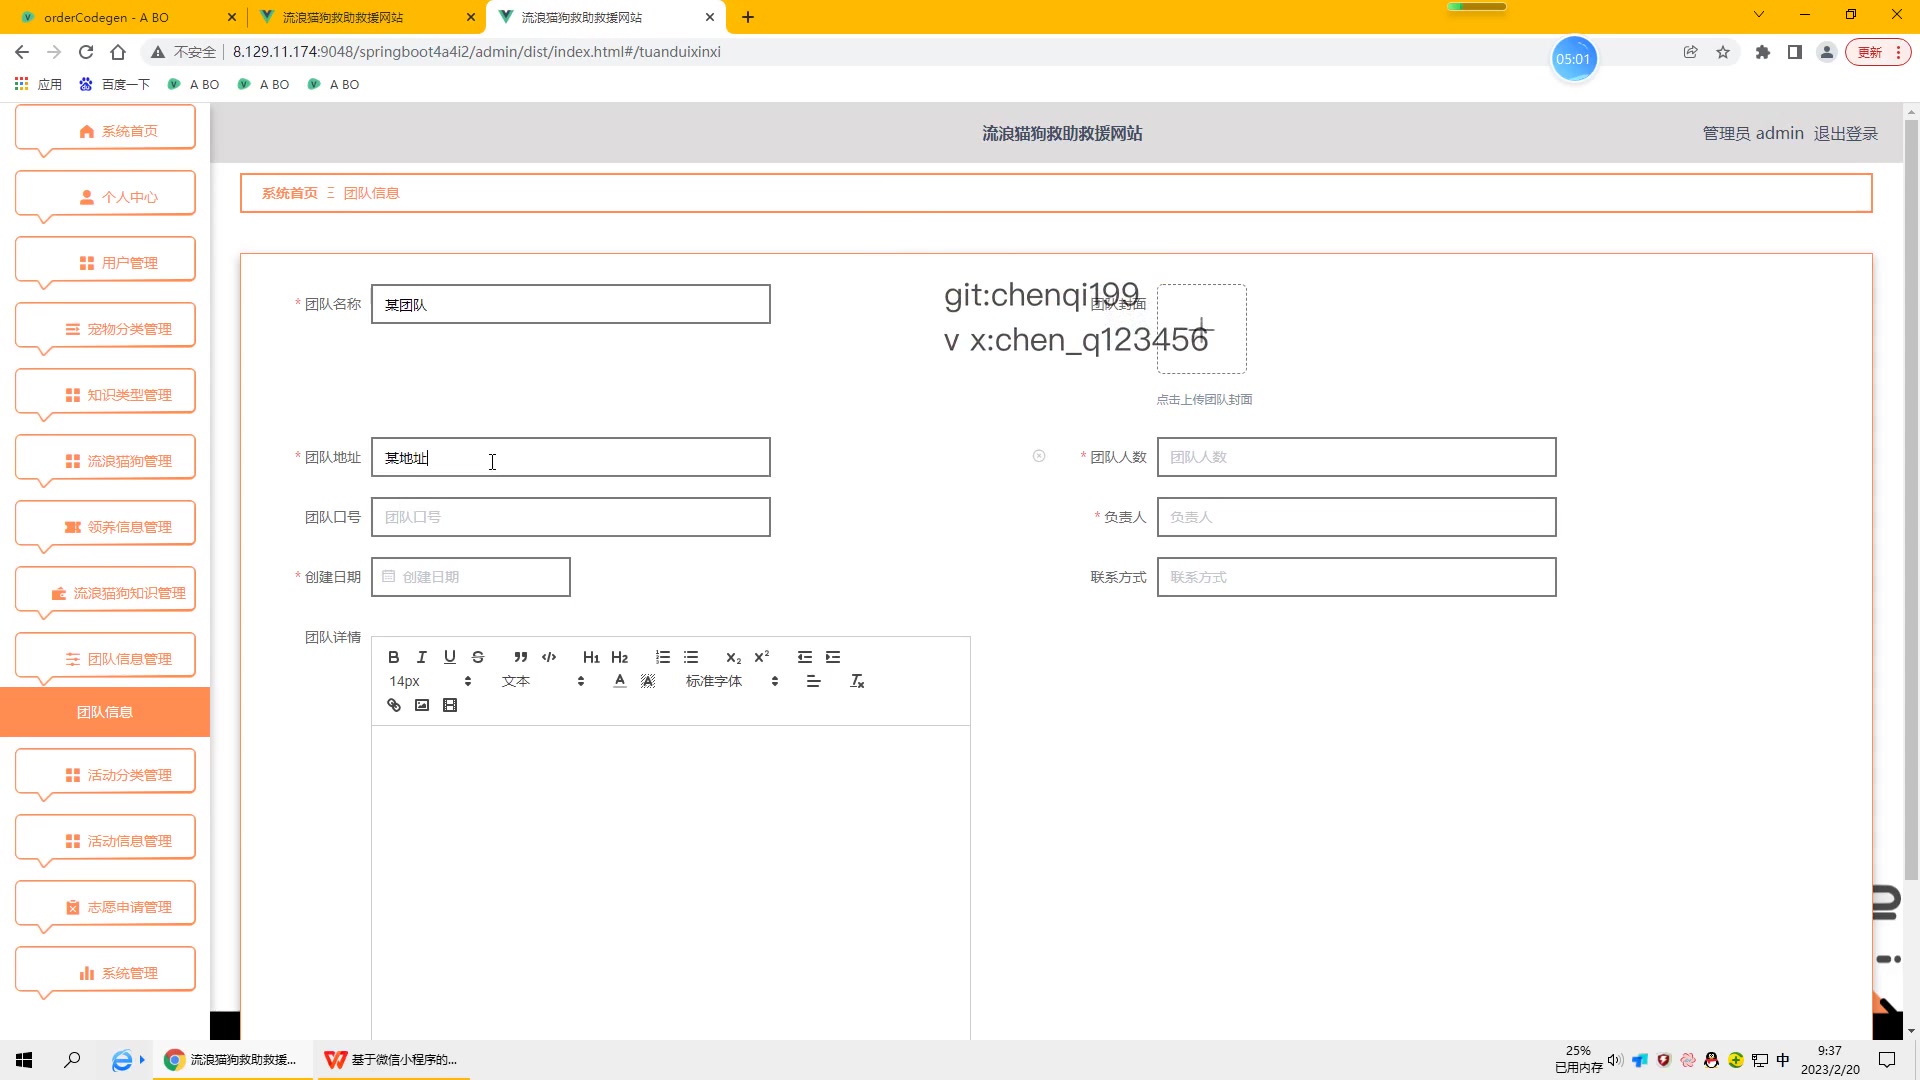 orderCodegen - A BO
流浪猫狗救助救援网站
流浪猫狗救助救援网站
不安全
8.129.11.174:9048/springboot4a4i2/admin/dist/index.html#/tuanduixinxi
05:01
更新
应用
百度一下
A BO
A BO
A BO
流浪猫狗救助救援网站
管理员 admin
退出登录
系统首页
个人中心
用户管理
宠物分类管理
知识类型管理
流浪猫狗管理
领养信息管理
流浪猫狗知识管理
团队信息管理
团队信息
活动分类管理
活动信息管理
志愿申请管理
系统管理
系统首页 Ξ 团队信息
* 团队名称
某团队
团队封面
git:chenqi199
v x:chen_q123456
点击上传团队封面
* 团队地址
某地址
* 团队人数
团队人数
团队口号
团队口号
* 负责人
负责人
* 创建日期
创建日期
联系方式
联系方式
团队详情
B I U S ” </> H1 H2 X2 X2
14px
文本
A
A
标准字体
Tx
流浪猫狗救助救援...
基于微信小程序的...
25%
已用内存
中
9:37
2023/2/20